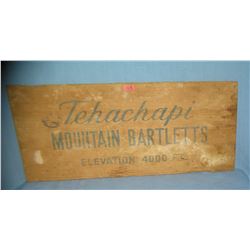 Tehachapi
MOUNTAIN BARTLETTS
ELEVATION 4000 FT.